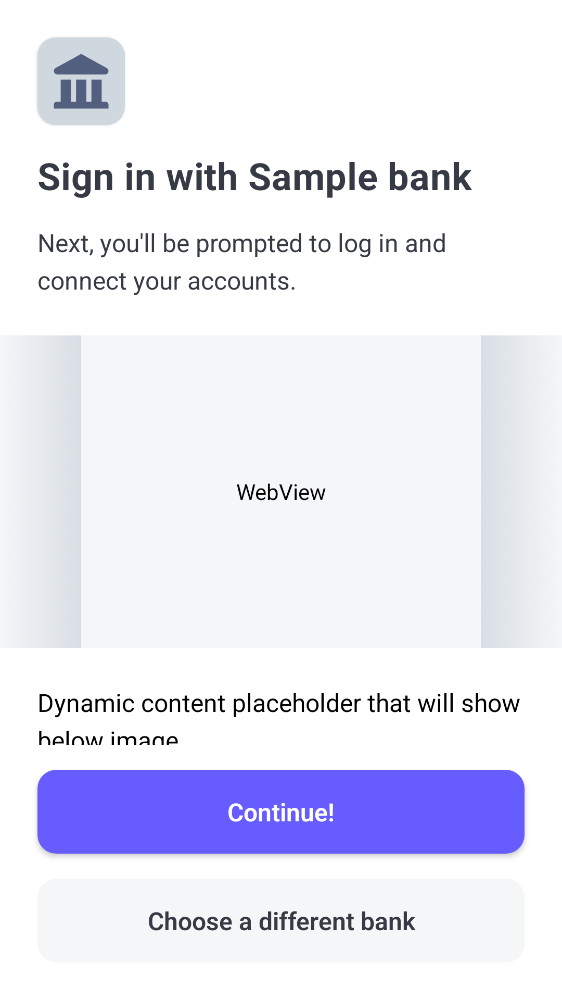 Sign in with Sample bank
Next, you'll be prompted to log in and
connect your accounts.
WebView
Dynamic content placeholder that will show
below image
Continue!
Choose a different bank